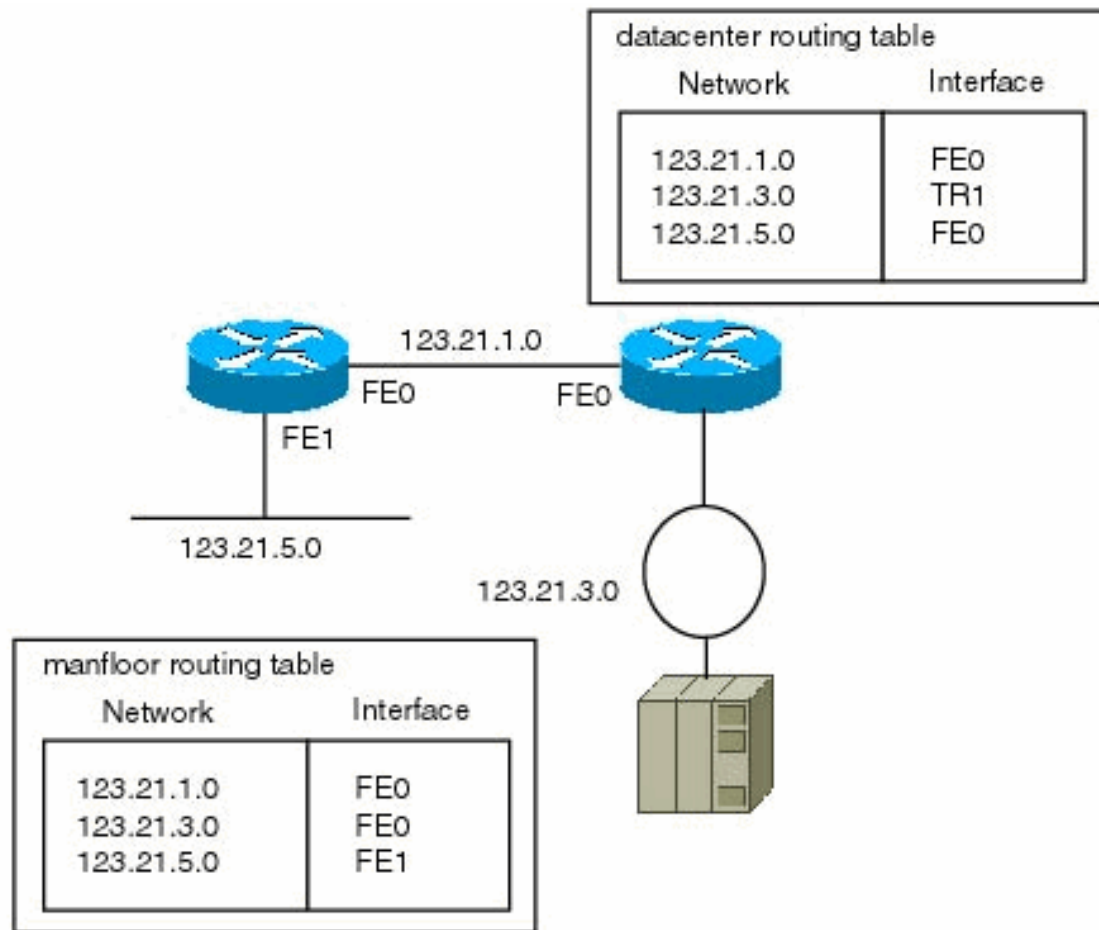 datacenter routing table
Network Interface
123.21.1.0 FE0
123.21.3.0 TR1
123.21.5.0 FE0
123.21.1.0
FE0 FE0
FE1
123.21.5.0
123.21.3.0
manfloor routing table
Network Interface
123.21.1.0 FE0
123.21.3.0 FE0
123.21.5.0 FE1